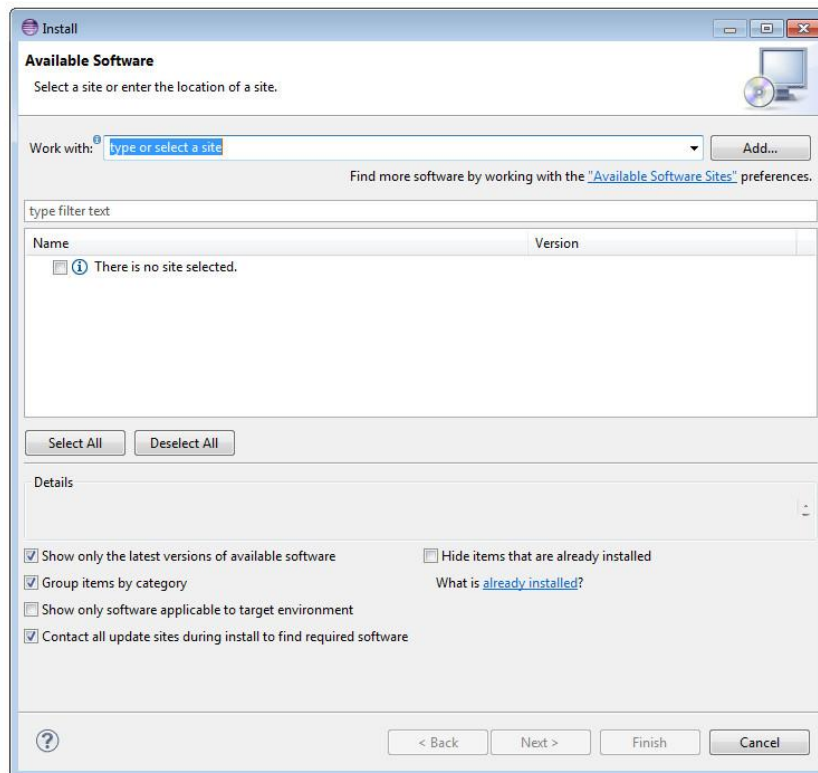 Install
Available Software
Select a site or enter the location of a site.
Work with: type or select a site Add...
Find more software by working with the "Available Software Sites" preferences.
type filter text
Name Version
There is no site selected.
Select All Deselect All
Details
Show only the latest versions of available software Hide items that are already installed
Group items by category What is already installed?
Show only software applicable to target environment
Contact all update sites during install to find required software
? < Back Next > Finish Cancel